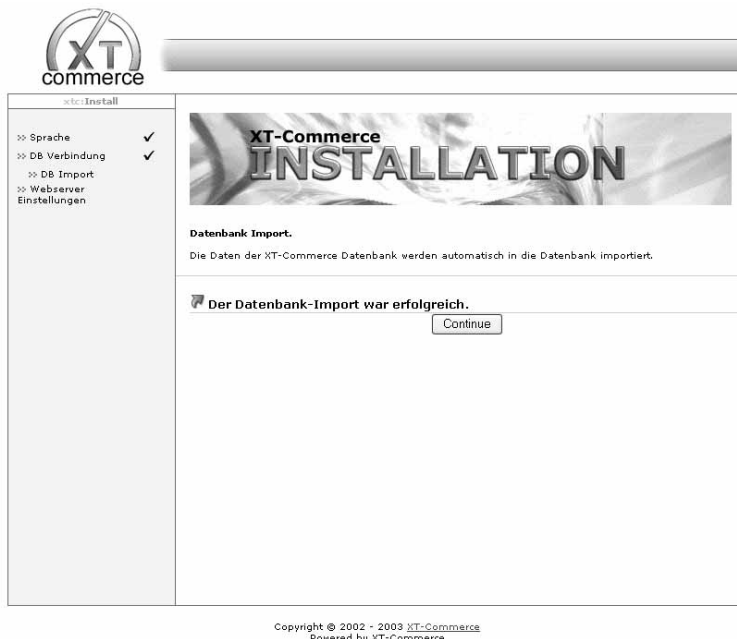 XT
commerce
xtc:Install
>> Sprache
>> DB Verbindung
>> DB Import
>> Webserver
Einstellungen
XT-Commerce
INSTALLATION
Datenbank Import.
Die Daten der XT-Commerce Datenbank werden automatisch in die Datenbank importiert.
Der Datenbank-Import war erfolgreich.
Continue
Copyright © 2002 - 2003 XT-Commerce
Powered by XT-Commerce